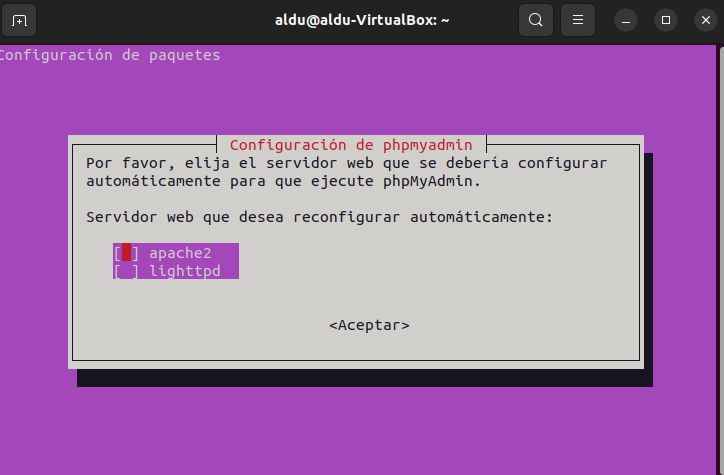 aldu@aldu-VirtualBox: ~
Configuración de paquetes
Configuración de phpmyadmin
Por favor, elija el servidor web que se debería configurar
automáticamente para que ejecute phpMyAdmin.
Servidor web que desea reconfigurar automáticamente:
[ ] apache2
[ ] lighttpd
<Aceptar>